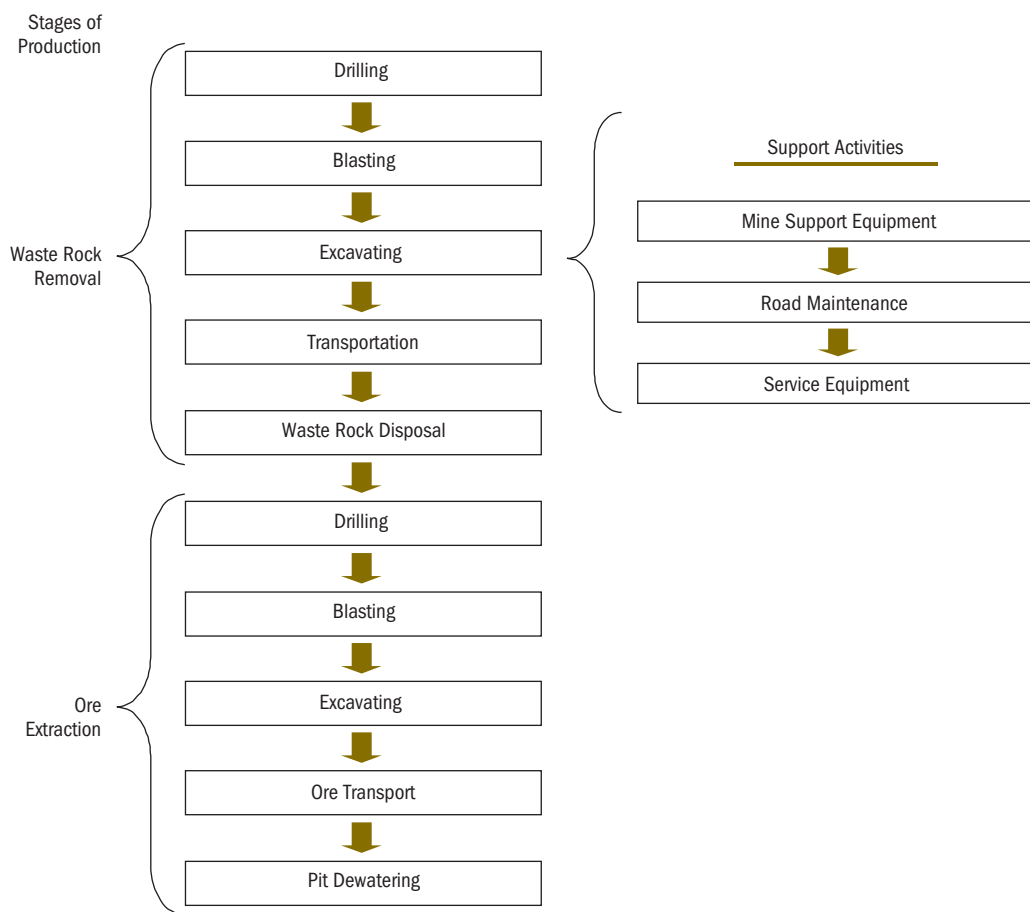 Stages of
Production
Drilling
Blasting
Waste Rock
Removal
Excavating
Transportation
Waste Rock Disposal
Support Activities
Mine Support Equipment
Road Maintenance
Service Equipment
Drilling
Blasting
Ore
Extraction
Excavating
Ore Transport
Pit Dewatering